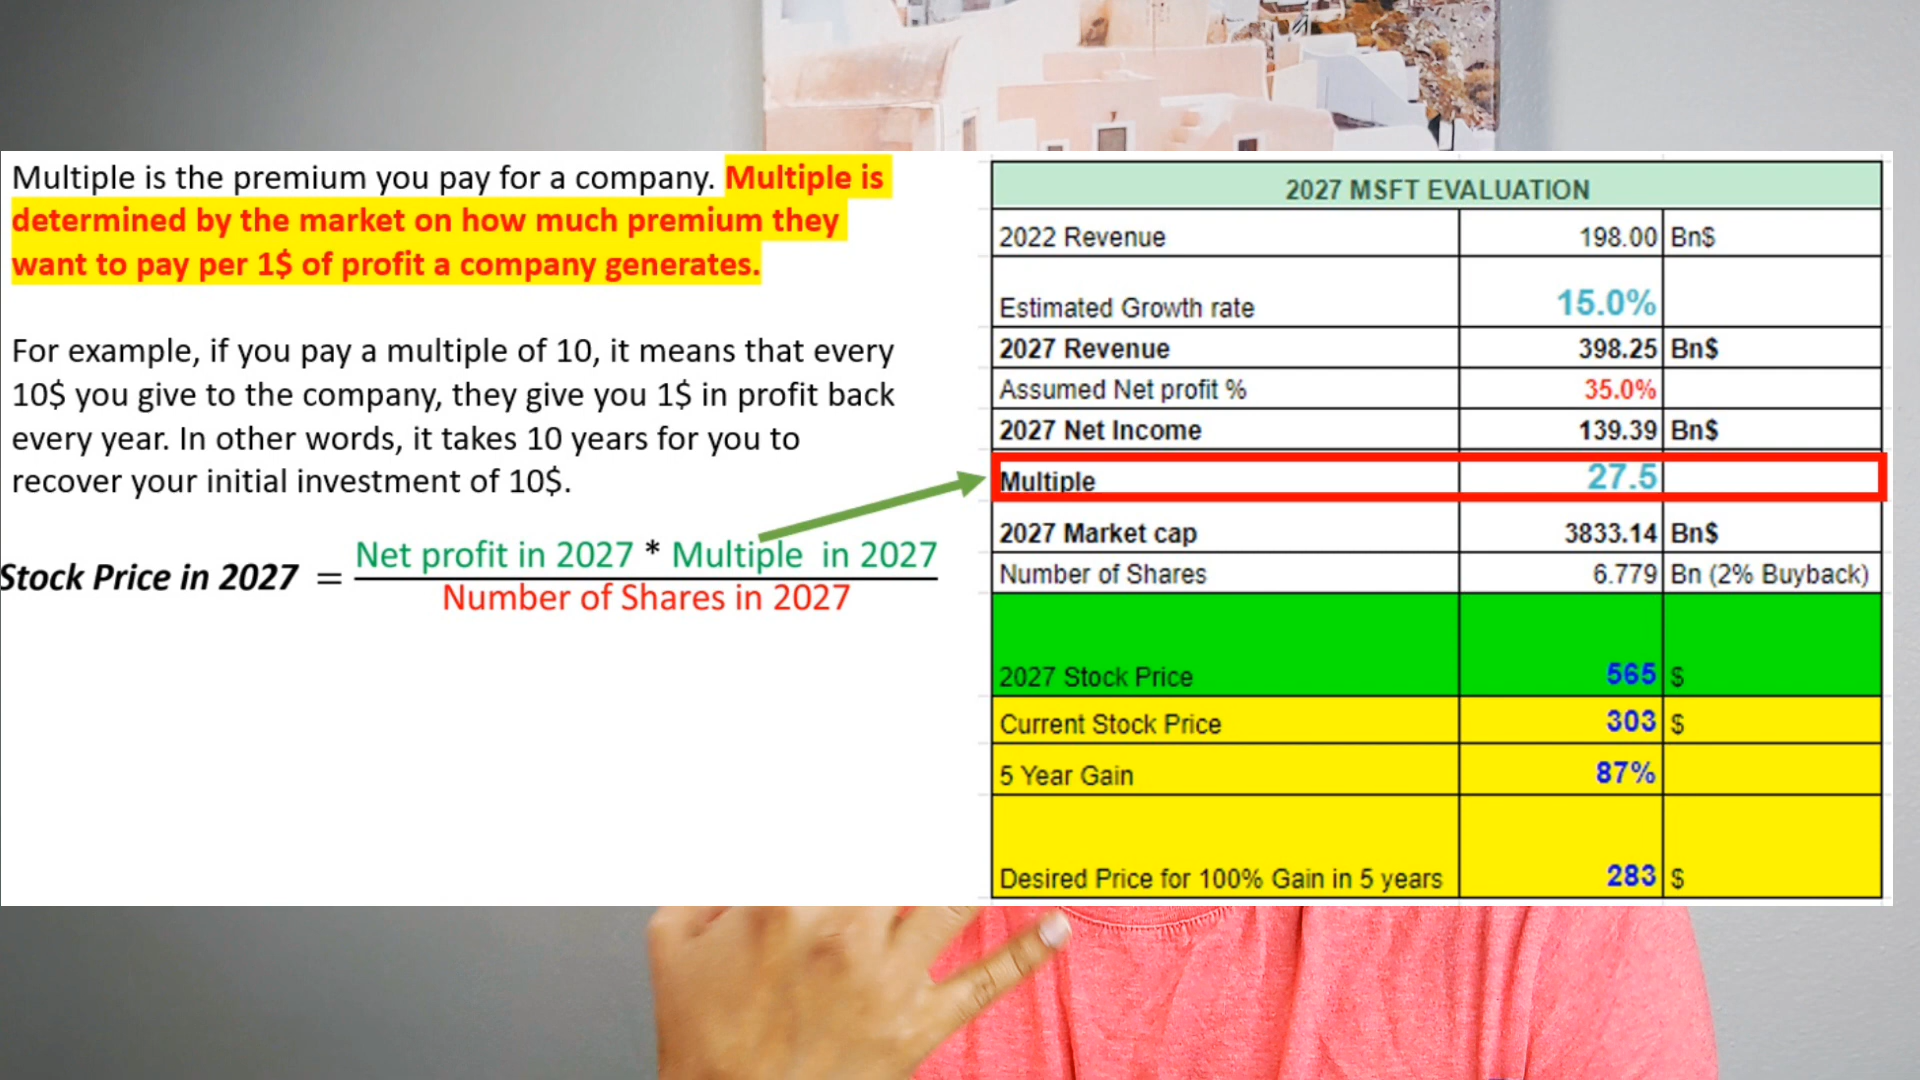 Multiple is the premium you pay for a company. Multiple is
determined by the market on how much premium they
want to pay per 1$ of profit a company generates.
For example, if you pay a multiple of 10, it means that every
10$ you give to the company, they give you 1$ in profit back
every year. In other words, it takes 10 years for you to
recover your initial investment of 10$.
Stock Price in 2027 = Net profit in 2027 * Multiple in 2027
Number of Shares in 2027
2027 MSFT EVALUATION
2022 Revenue 198.00 Bn$
Estimated Growth rate 15.0%
2027 Revenue 398.25 Bn$
Assumed Net profit % 35.0%
2027 Net Income 139.39 Bn$
Multiple 27.5
2027 Market cap 3833.14 Bn$
Number of Shares 6.779 Bn (2% Buyback)
2027 Stock Price 565 $
Current Stock Price 303 $
5 Year Gain 87%
Desired Price for 100% Gain in 5 years 283 $